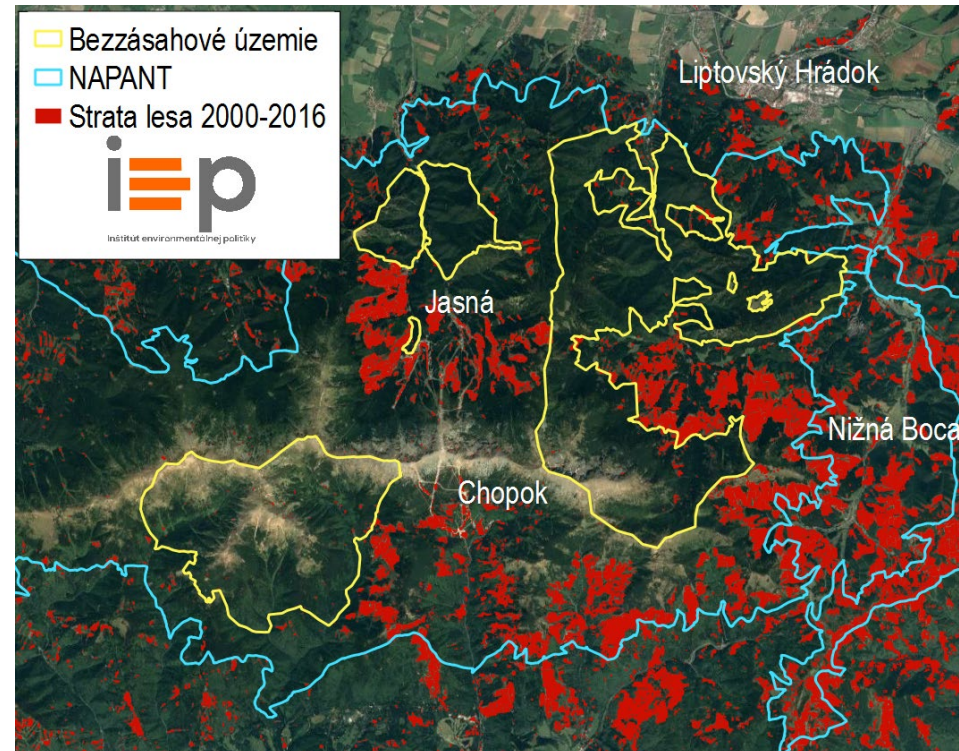 Bezzásahové územie
NAPANT
Strata lesa 2000-2016
iep
Inštitút environmentálnej politiky
Liptovský Hrádok
Jasná
Nižná Boca
Chopok